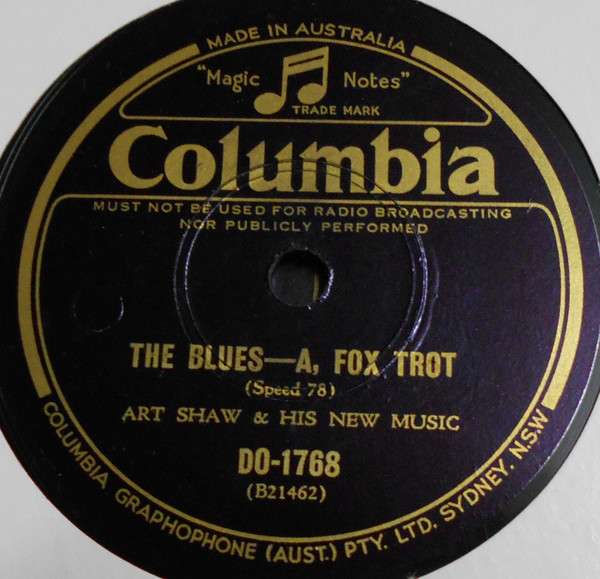 MADE IN AUSTRALIA
"Magic Notes"
TRADE MARK
Columbia
MUST NOT BE USED FOR RADIO BROADCASTING
NOR PUBLICLY PERFORMED
THE BLUES—A, FOX TROT
(Speed 78)
ART SHAW & HIS NEW MUSIC
DO-1768
(B21462)
COLUMBIA GRAPHOPHONE (AUST.) PTY. LTD. SYDNEY. N.S.W